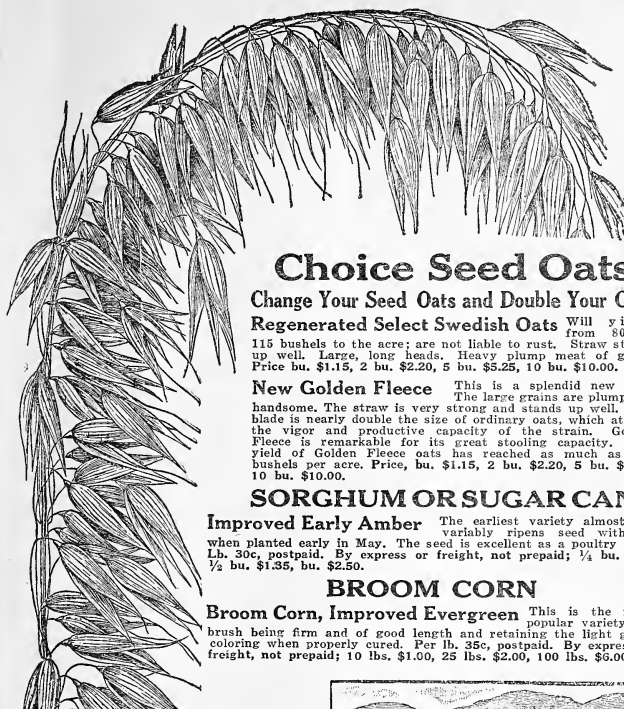 Choice Seed Oats
Change Your Seed Oats and Double Your
Regenerated Select Swedish Oats Will yi
from 80
115 bushels to the acre; are not liable to rust. Straw st
up well. Large, long heads. Heavy plump meat of g
Price bu. $1.15, 2 bu. $2.20, 5 bu. $5.25, 10 bu. $10.00.
New Golden Fleece This is a splendid new
The large grains are plump
handsome. The straw is very strong and stands up well.
blade is nearly double the size of ordinary oats, which at
the vigor and productive capacity of the strain. Go
Fleece is remarkable for its great stooling capacity.
yield of Golden Fleece oats has reached as much as
bushels per acre. Price, bu. $1.15, 2 bu. $2.20, 5 bu. $
10 bu. $10.00.
SORGHUM OR SUGAR CAN
Improved Early Amber The earliest variety almost
variably ripens seed with
when planted early in May. The seed is excellent as a poultry
Lb. 30c, postpaid. By express or freight, not prepaid; ¼ bu.
½ bu. $1.35, bu. $2.50.
BROOM CORN
Broom Corn, Improved Evergreen This is the
popular variety
brush being firm and of good length and retaining the light g
coloring when properly cured. Per lb. 35c, postpaid. By expre
freight, not prepaid; 10 lbs. $1.00, 25 lbs. $2.00, 100 lbs. $6.00